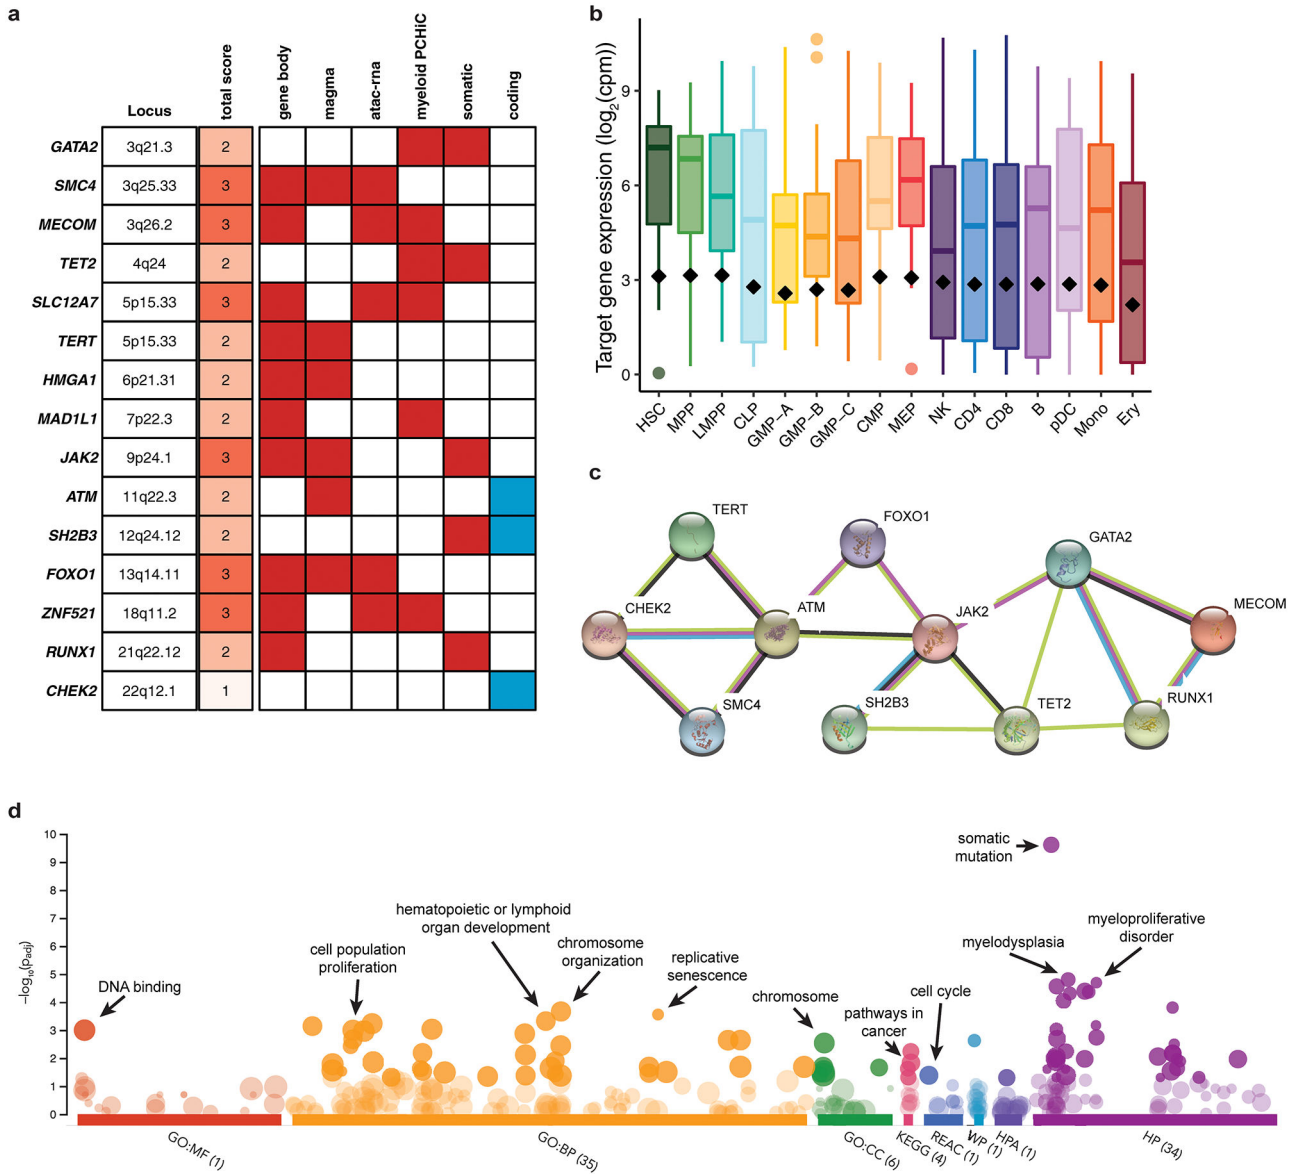 a
Locus
total score
gene body
magma
atac-rna
myeloid PCHiC
somatic
coding
GATA2 3q21.3 2
SMC4 3q25.33 3
MECOM 3q26.2 3
TET2 4q24 2
SLC12A7 5p15.33 3
TERT 5p15.33 2
HMGA1 6p21.31 2
MAD1L1 7p22.3 2
JAK2 9p24.1 3
ATM 11q22.3 2
SH2B3 12q24.12 2
FOXO1 13q14.11 3
ZNF521 18q11.2 3
RUNX1 21q22.12 2
CHEK2 22q12.1 1
b
Target gene expression (log2(cpm))
9
6
3
0
HSC
MPP
LMPP
CLP
GMP-A
GMP-B
GMP-C
CMP
MEP
NK
CD4
CD8
B
pDC
Mono
Ery
c
TERT
FOXO1
GATA2
CHEK2
ATM
JAK2
MECOM
SMC4
SH2B3
TET2
RUNX1
d
-log10(padj)
10
9
8
7
6
5
4
3
2
1
0
DNA binding
cell population
proliferation
hematopoietic or lymphoid
organ development
chromosome
organization
replicative
senescence
chromosome
pathways in
cancer
cell cycle
somatic
mutation
myelodysplasia
myeloproliferative
disorder
GO:MF (1)
GO:BP (35)
GO:CC (6)
KEGG (4)
REAC (1)
WP (1)
HPA (1)
HP (34)